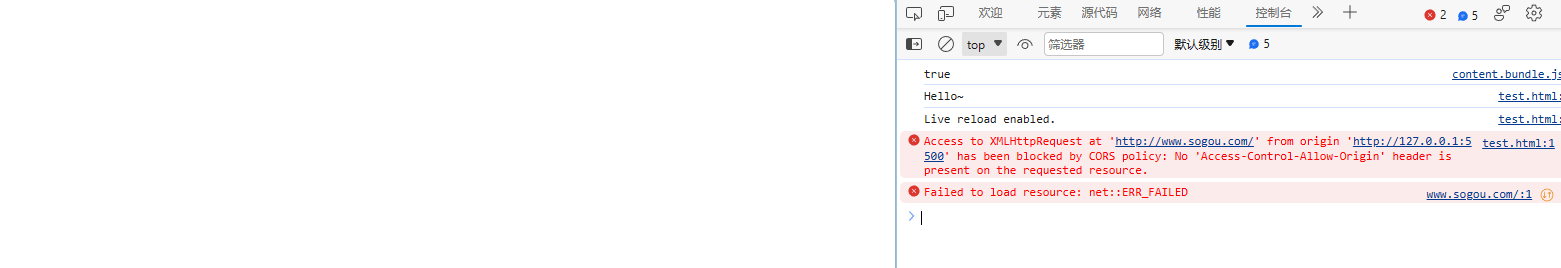 欢迎 元素 源代码 网络 性能 控制台 2 5
top 筛选器 默认级别 5
true content.bundle.js
Hello~ test.html:
Live reload enabled. test.html:
Access to XMLHttpRequest at 'http://www.sogou.com/' from origin 'http://127.0.0.1:5 test.html:1
500' has been blocked by CORS policy: No 'Access-Control-Allow-Origin' header is
present on the requested resource.
Failed to load resource: net::ERR_FAILED www.sogou.com/:1